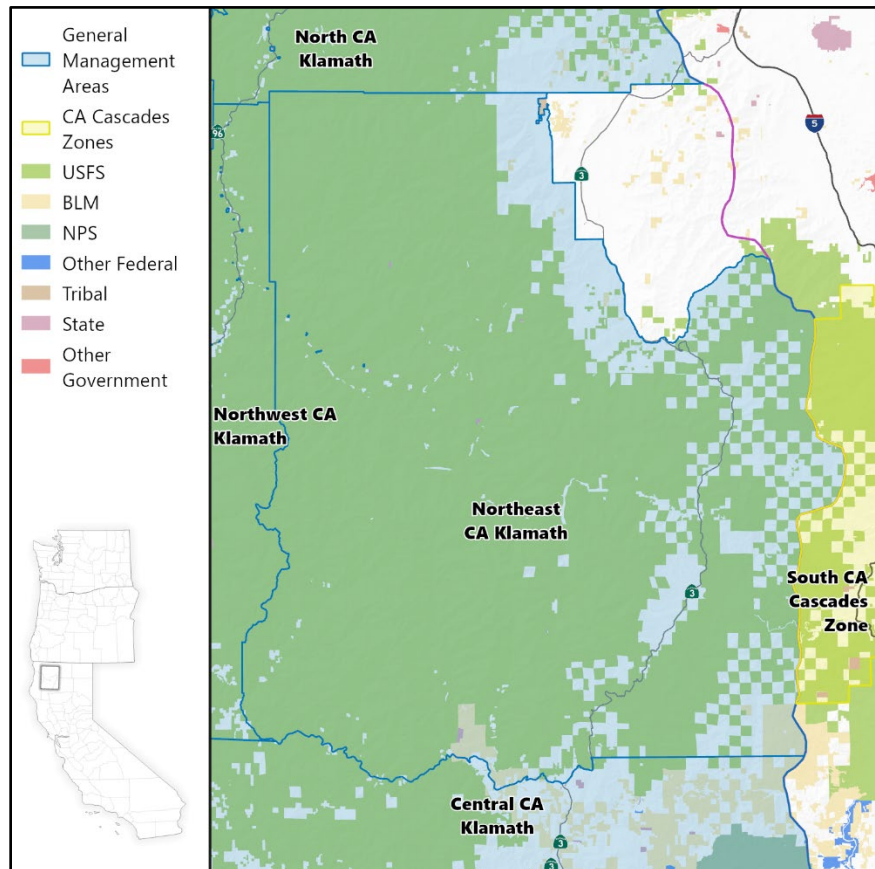 General
Management
Areas
CA Cascades
Zones
USFS
BLM
NPS
Other Federal
Tribal
State
Other
Government
North CA
Klamath
96
3
5
Northwest CA
Klamath
Northeast
CA Klamath
3
South CA
Cascades
Zone
Central CA
Klamath
3
3